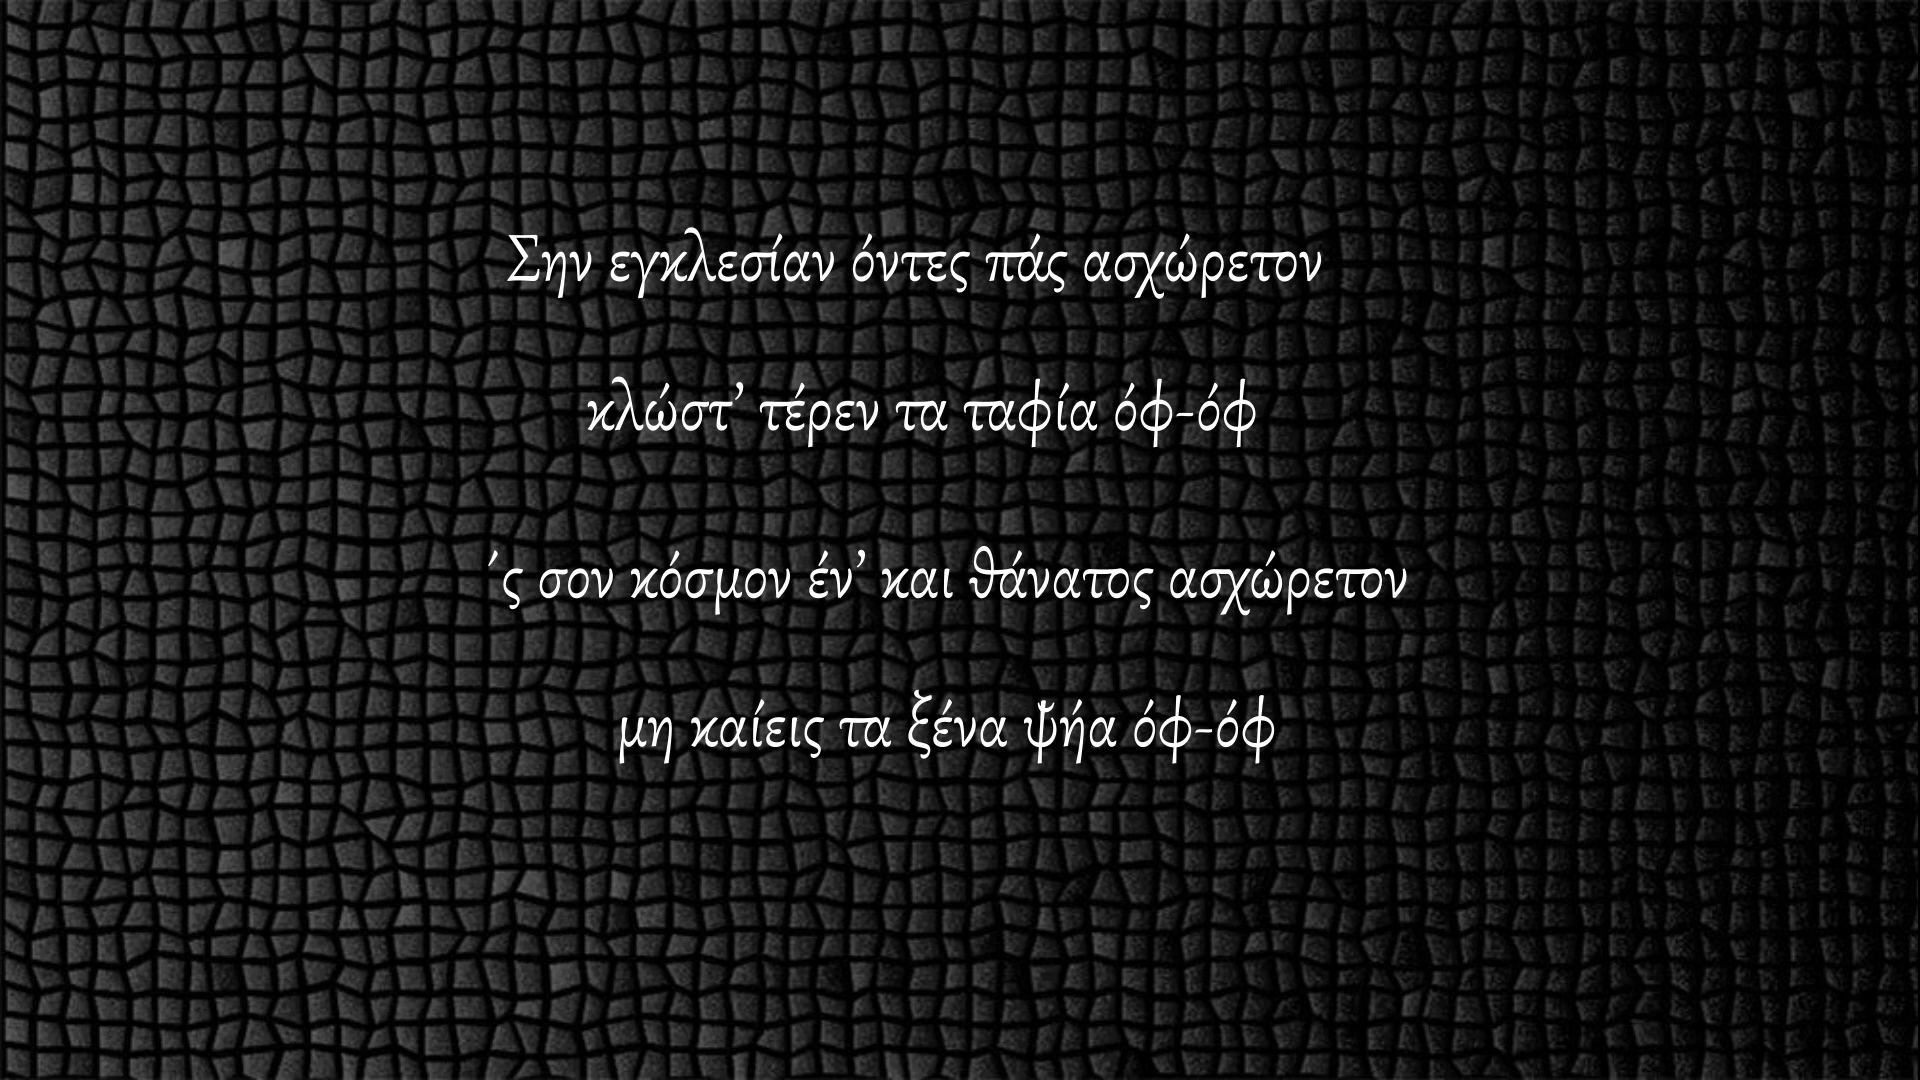 Σην εγκλεσίαν όντες πάς ασχώρετον
κλώστ’ τέρεν τα ταφία όφ-όφ
΄ς σον κόσμον έν’ και θάνατος ασχώρετον
μη καίεις τα ξένα ψ̌ήα όφ-όφ